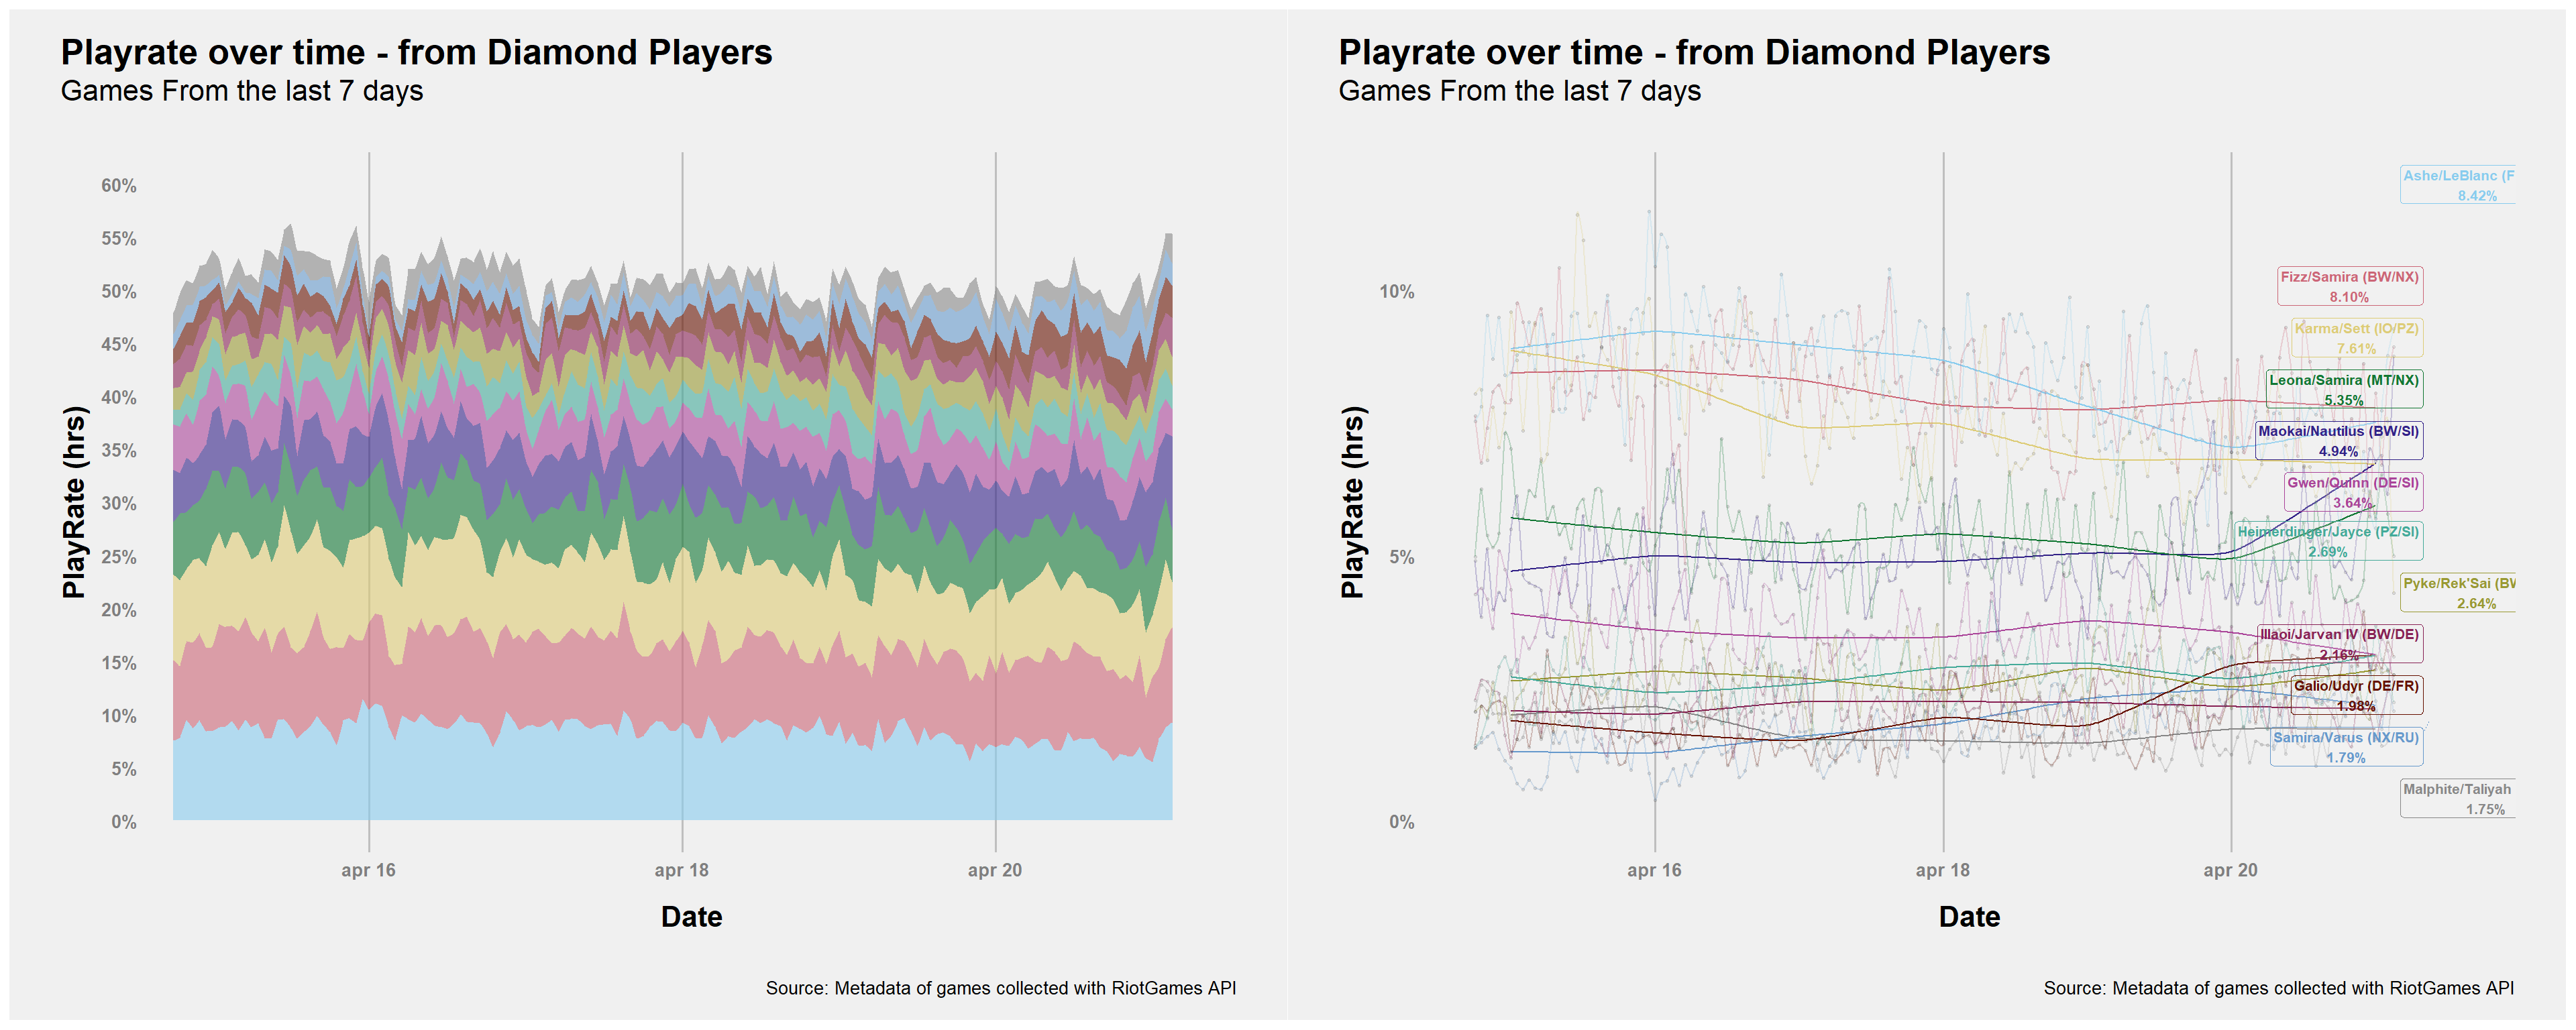 Playrate over time - from Diamond Players
Games From the last 7 days
PlayRate (hrs)
60%
55%
50%
45%
40%
35%
30%
25%
20%
15%
10%
5%
0%
apr 16
apr 18
apr 20
Date
Source: Metadata of games collected with RiotGames API
Playrate over time - from Diamond Players
Games From the last 7 days
PlayRate (hrs)
10%
5%
0%
Ashe/LeBlanc (F
8.42%
Fizz/Samira (BW/NX)
8.10%
Karma/Sett (IO/PZ)
7.61%
Leona/Samira (MT/NX)
5.35%
Maokai/Nautilus (BW/SI)
4.94%
Gwen/Quinn (DE/SI)
3.64%
Heimerdinger/Jayce (PZ/SI)
2.69%
Pyke/Rek'Sai (BW
2.64%
Illaoi/Jarvan IV (BW/DE)
2.16%
Galio/Udyr (DE/FR)
1.98%
Samira/Varus (NX/RU)
1.79%
Malphite/Taliyah
1.75%
apr 16
apr 18
apr 20
Date
Source: Metadata of games collected with RiotGames API